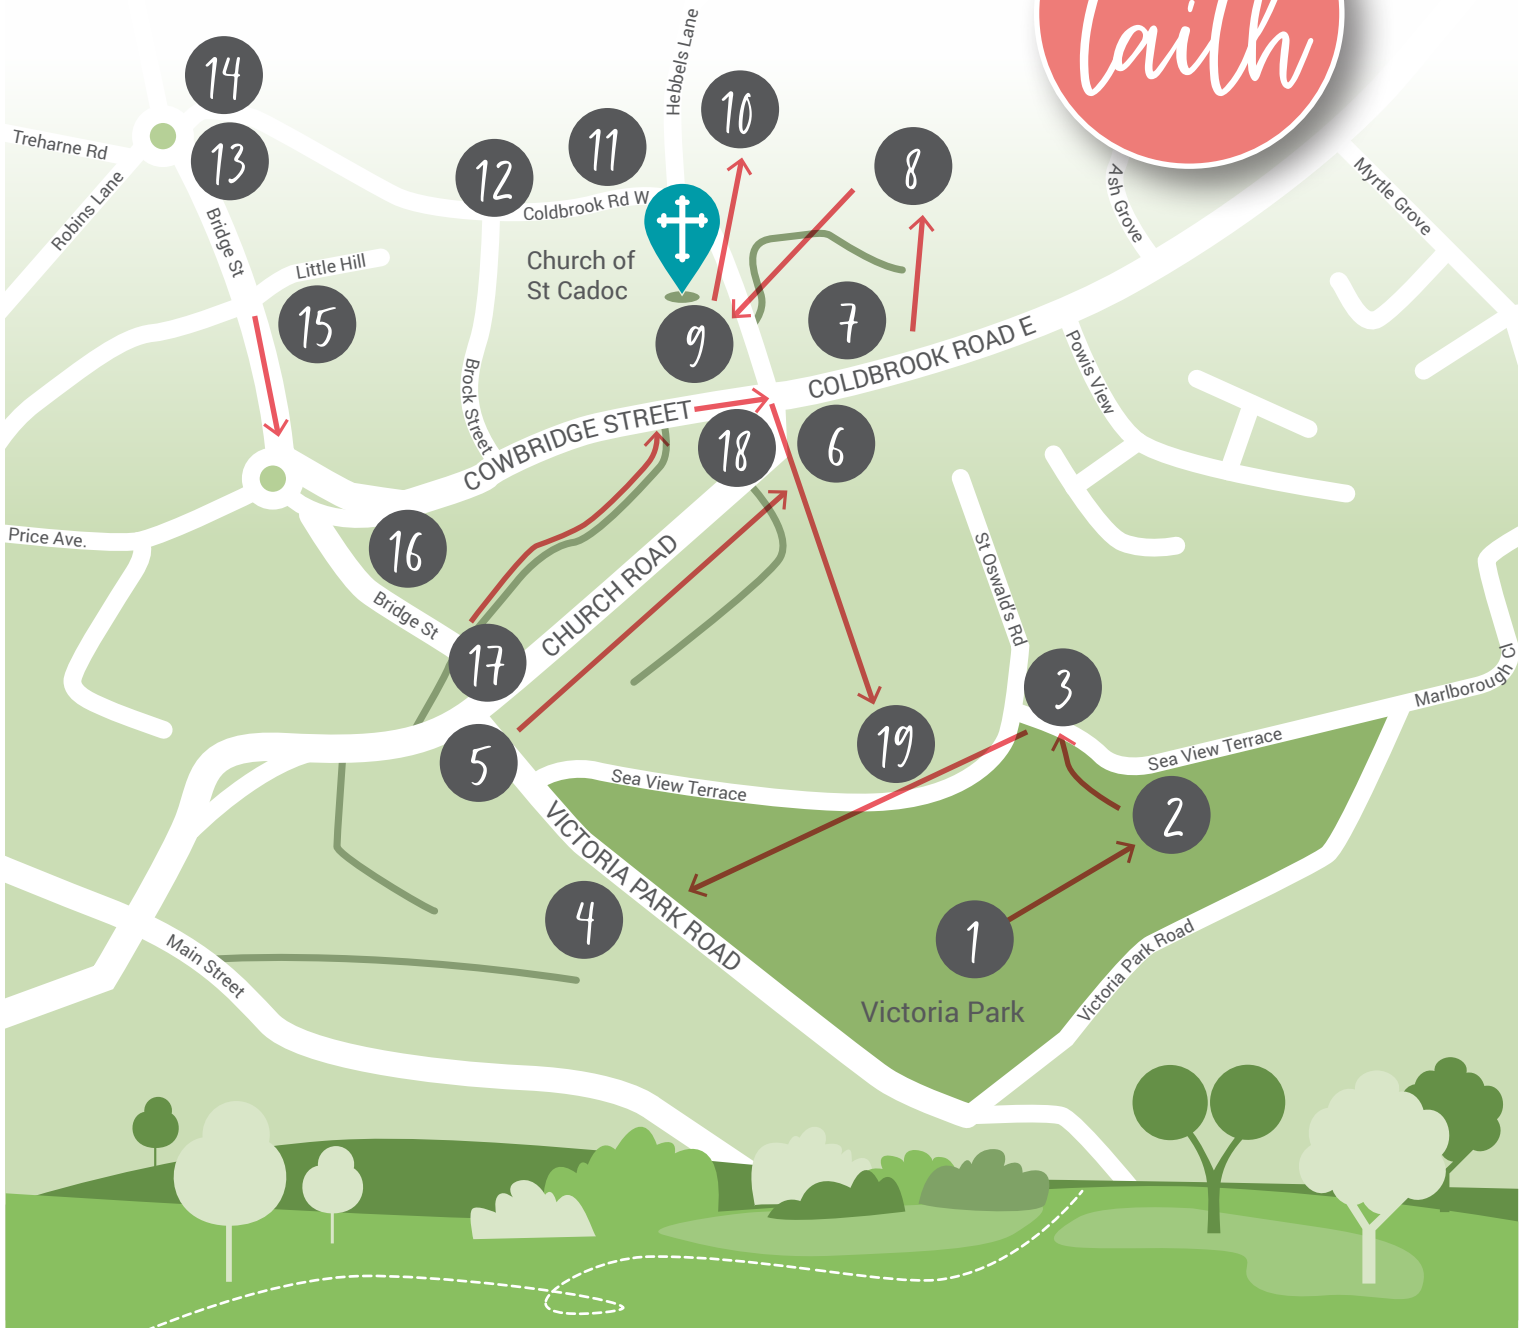 laith
Hebbels Lane
14
10
Treharne Rd
13
11
12
8
Coldbrook Rd W
Ash Grove
Myrtle Grove
Robins Lane
Bridge St
Little Hill
Church of
St Cadoc
15
9
7
COLDBROOK ROAD E
Powis View
Brock Street
COWBRIDGE STREET
18
6
Price Ave.
16
CHURCH ROAD
St Oswald's Rd
Bridge St
17
3
Marlborough Cl
5
19
Sea View Terrace
Sea View Terrace
2
VICTORIA PARK ROAD
4
1
Main Street
Victoria Park Road
Victoria Park